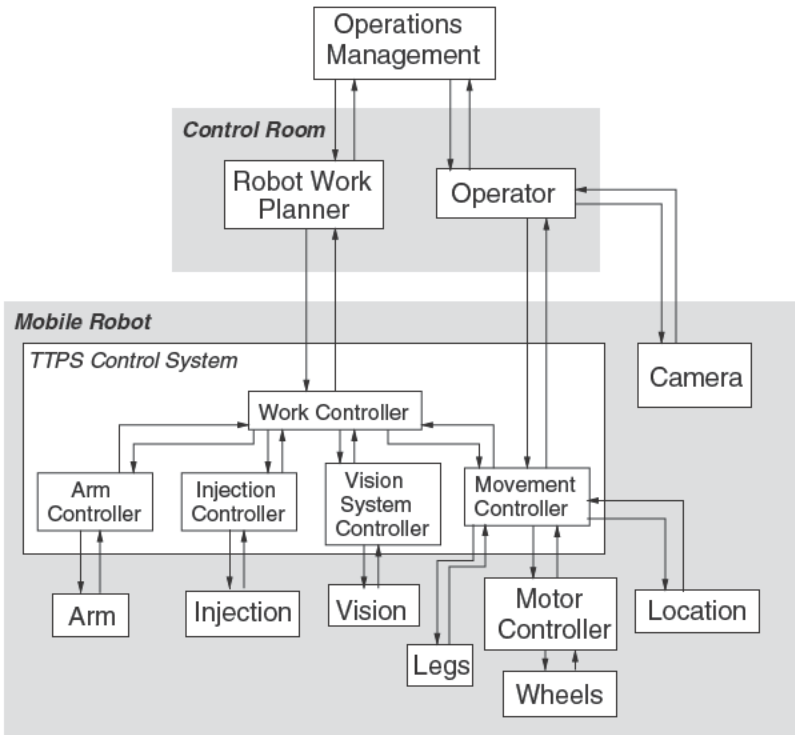 Operations
Management
Control Room
Robot Work
Planner
Operator
Mobile Robot
TTPS Control System
Camera
Work Controller
Arm
Controller
Injection
Controller
Vision
System
Controller
Movement
Controller
Arm
Injection
Vision
Legs
Motor
Controller
Location
Wheels